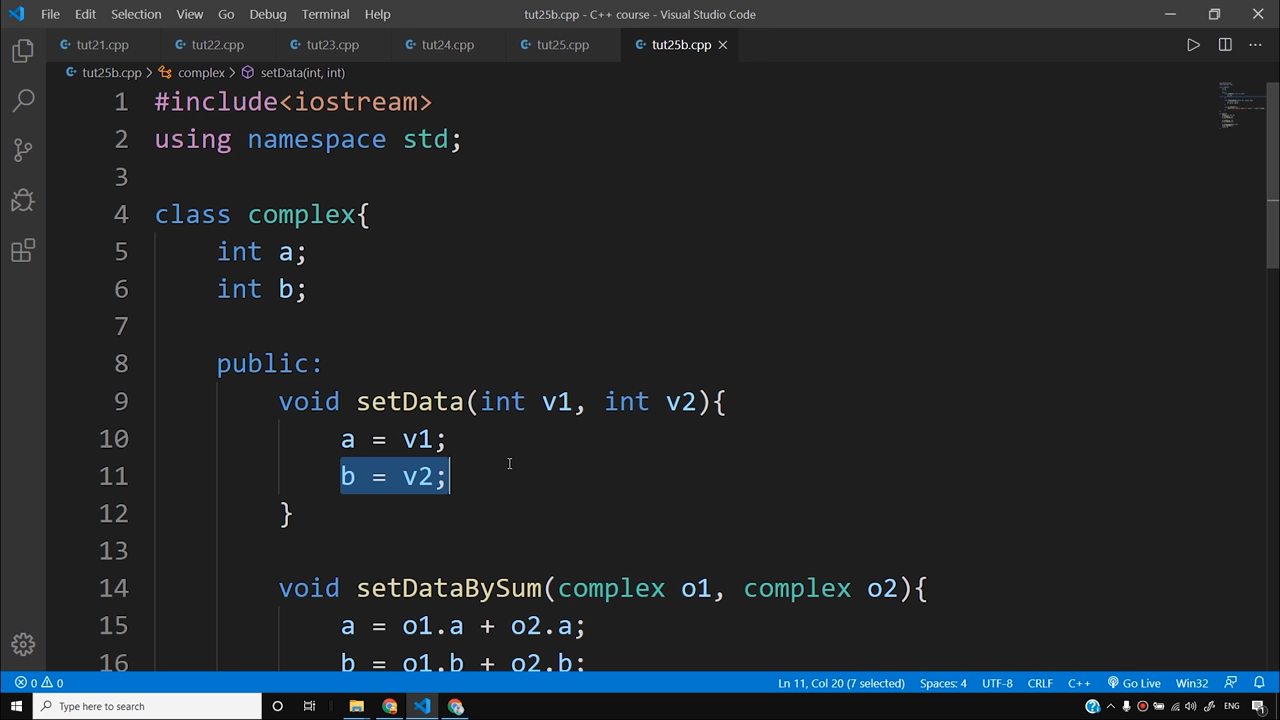 File Edit Selection View Go Debug Terminal Help tut25b.cpp - C++ course - Visual Studio Code
tut21.cpp tut22.cpp tut23.cpp tut24.cpp tut25.cpp tut25b.cpp
tut25b.cpp > complex > setData(int, int)
1 #include<iostream>
2 using namespace std;
3
4 class complex{
5 int a;
6 int b;
7
8 public:
9 void setData(int v1, int v2){
10 a = v1;
11 b = v2;
12 }
13
14 void setDataBySum(complex o1, complex o2){
15 a = o1.a + o2.a;
16 b = o1.b + o2.b;
0 0 Ln 11, Col 20 (7 selected) Spaces: 4 UTF-8 CRLF C++ Go Live Win32
Type here to search ENG